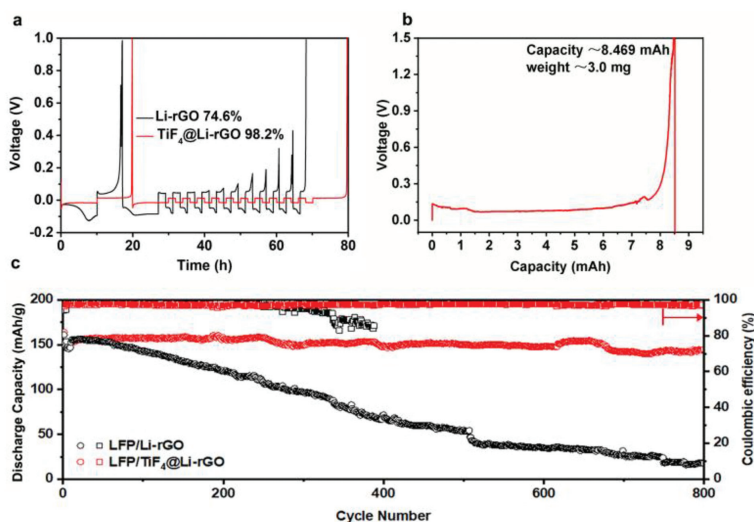 a
Voltage (V)
1.0
0.8
0.6
0.4
0.2
0.0
-0.2
Li-rGO 74.6%
TiF₄@Li-rGO 98.2%
0 20 40 60 80
Time (h)
b
Voltage (V)
1.5
1.2
0.9
0.6
0.3
0.0
Capacity ~8.469 mAh
weight ~3.0 mg
0 1 2 3 4 5 6 7 8 9
Capacity (mAh)
c
Discharge Capacity (mAh/g)
200
150
100
50
0
LFP/Li-rGO
LFP/TiF₄@Li-rGO
100
80
60
40
20
0
Coulombic efficiency (%)
0 200 400 600 800
Cycle Number